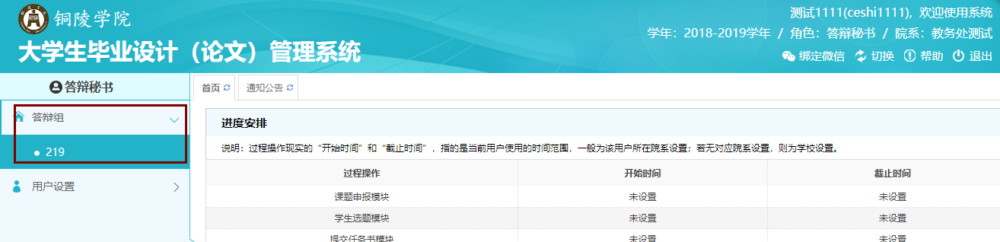 铜陵学院
大学生毕业设计（论文）管理系统
测试1111(ceshi1111)，欢迎使用系统
学年：2018-2019学年 / 角色：答辩秘书 / 院系：教务处测试
绑定微信 切换 帮助 退出
答辩秘书
答辩组
219
用户设置
首页 通知公告
进度安排
说明：过程操作现实的“开始时间”和“截止时间”，指的是当前用户使用的时间范围，一般为该用户所在院系设置；若无对应院系设置，则为学校设置。
过程操作 开始时间 截止时间
课题申报模块 未设置 未设置
学生选题模块 未设置 未设置
提交任务书模块 未设置 未设置